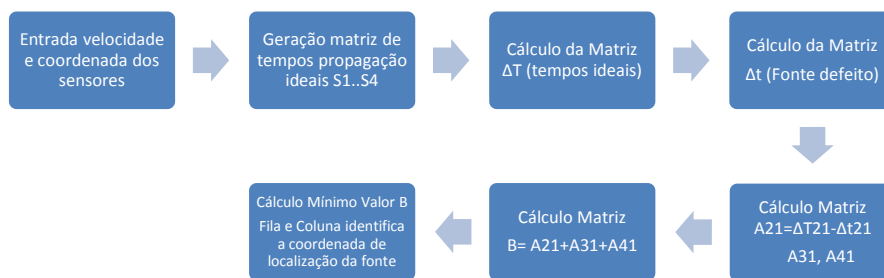 Entrada velocidade
e coordenada dos
sensores
Geração matriz de
tempos propagação
ideais S1..S4
Cálculo da Matriz
ΔT (tempos ideais)
Cálculo da Matriz
Δt (Fonte defeito)
Cálculo Matriz
A21=ΔT21-Δt21
A31, A41
Cálculo Matriz
B= A21+A31+A41
Cálculo Mínimo Valor B
Fila e Coluna identifica
a coordenada de
localização da fonte